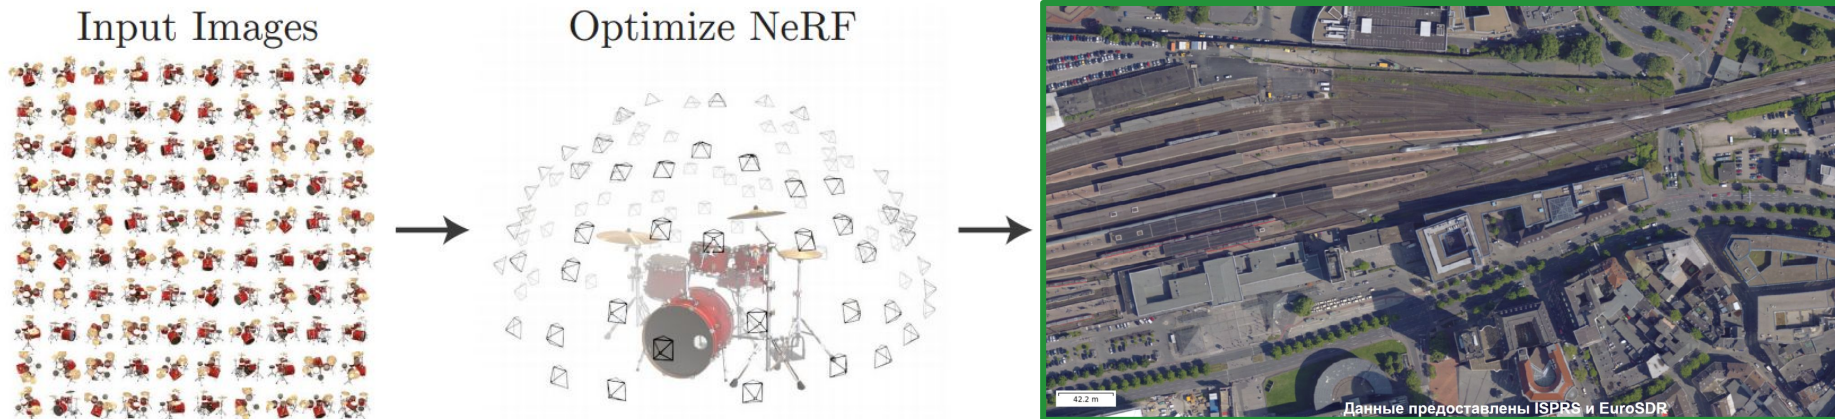 Input Images
Optimize NeRF
42.2 m
Данные предоставлены ISPRS и EuroSDR